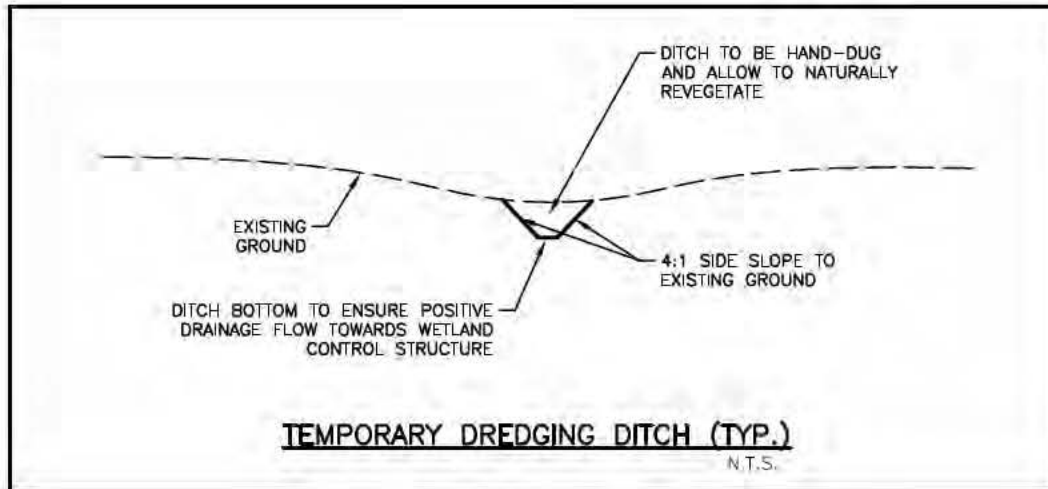 DITCH TO BE HAND-DUG
AND ALLOW TO NATURALLY
REVEGETATE
EXISTING
GROUND
4:1 SIDE SLOPE TO
EXISTING GROUND
DITCH BOTTOM TO ENSURE POSITIVE
DRAINAGE FLOW TOWARDS WETLAND
CONTROL STRUCTURE
TEMPORARY DREDGING DITCH (TYP.)
N.T.S.